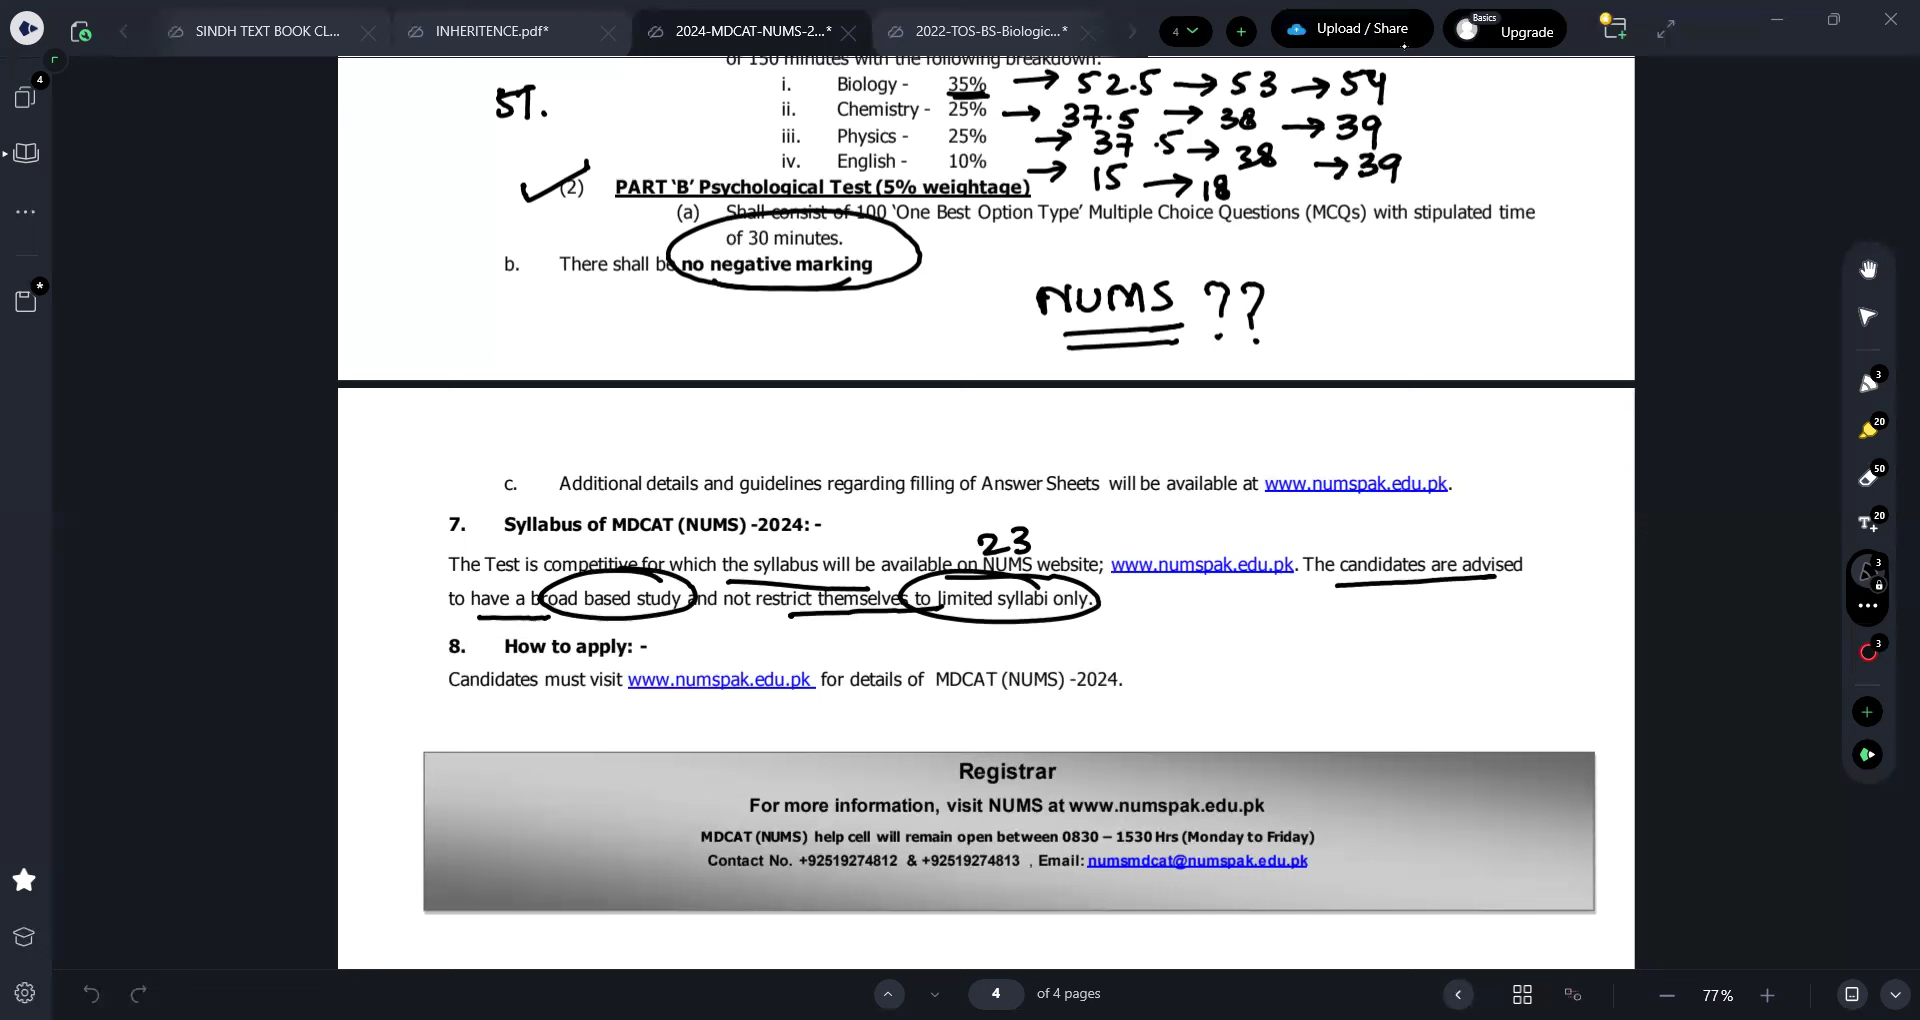 SINDH TEXT BOOK CL...
INHERITENCE.pdf*
2024-MDCAT-NUMS-2...*
2022-TOS-BS-Biologic...*
4
Upload / Share
Basics
Upgrade
of 150 minutes with the following breakdown:
i. Biology - 35% → 52.5 → 53 → 54
ii. Chemistry - 25% → 37.5 → 38 → 39
iii. Physics - 25% → 37.5 → 38 → 39
iv. English - 10% → 15 → 18
(2) PART ‘B’ Psychological Test (5% weightage)
(a) Shall consist of 100 ‘One Best Option Type’ Multiple Choice Questions (MCQs) with stipulated time
of 30 minutes.
b. There shall be no negative marking
NUMS ??
c. Additional details and guidelines regarding filling of Answer Sheets will be available at www.numspak.edu.pk.
7. Syllabus of MDCAT (NUMS) -2024: -
23
The Test is competitive for which the syllabus will be available on NUMS website; www.numspak.edu.pk. The candidates are advised
to have a broad based study and not restrict themselves to limited syllabi only.
8. How to apply: -
Candidates must visit www.numspak.edu.pk for details of MDCAT (NUMS) -2024.
Registrar
For more information, visit NUMS at www.numspak.edu.pk
MDCAT (NUMS) help cell will remain open between 0830 – 1530 Hrs (Monday to Friday)
Contact No. +92519274812 & +92519274813 , Email: numsmdcat@numspak.edu.pk
4
3
20
50
20
3
3
4 of 4 pages
77%